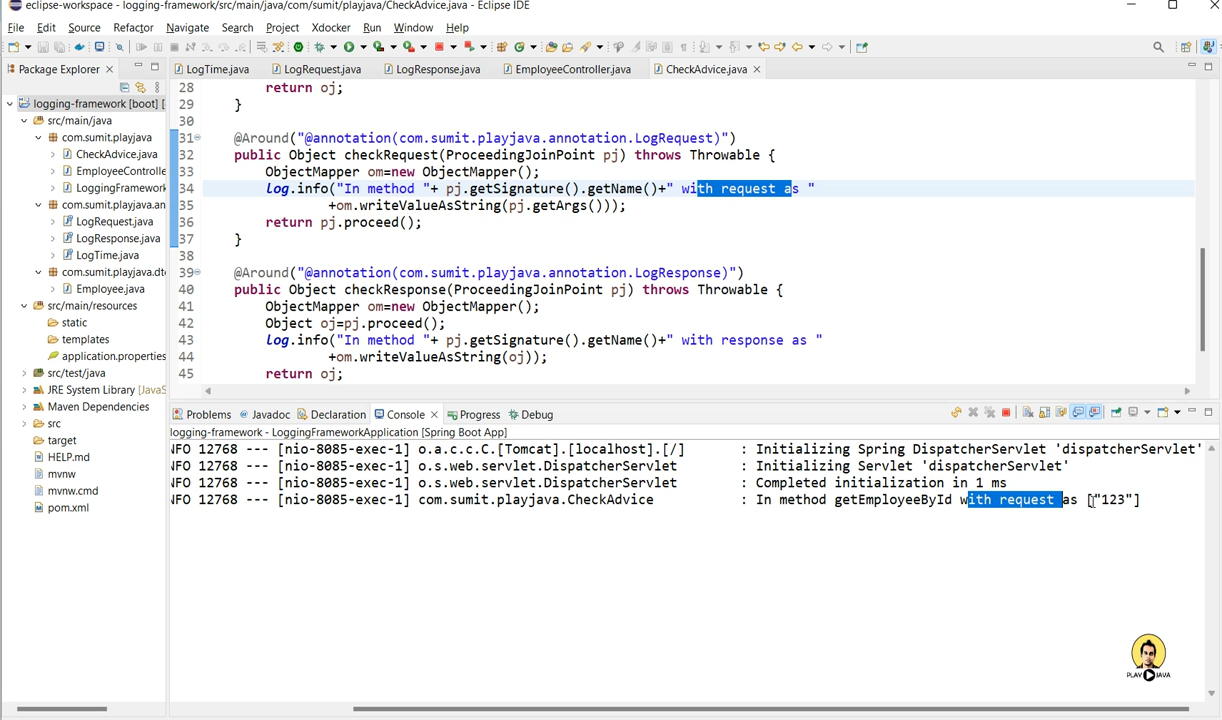 eclipse-workspace - logging-framework/src/main/java/com/sumit/playjava/CheckAdvice.java - Eclipse IDE
File Edit Source Refactor Navigate Search Project Xdocker Run Window Help
Package Explorer
LogTime.java LogRequest.java LogResponse.java EmployeeController.java CheckAdvice.java
logging-framework [boot] [
src/main/java
com.sumit.playjava
CheckAdvice.java
EmployeeControlle
LoggingFramework
com.sumit.playjava.an
LogRequest.java
LogResponse.java
LogTime.java
com.sumit.playjava.dt
Employee.java
src/main/resources
static
templates
application.properties
src/test/java
JRE System Library [JavaS
Maven Dependencies
src
target
HELP.md
mvnw
mvnw.cmd
pom.xml
28 return oj;
29 }
30
31 @Around("@annotation(com.sumit.playjava.annotation.LogRequest)")
32 public Object checkRequest(ProceedingJoinPoint pj) throws Throwable {
33 ObjectMapper om=new ObjectMapper();
34 log.info("In method "+ pj.getSignature().getName()+" with request as "
35 +om.writeValueAsString(pj.getArgs()));
36 return pj.proceed();
37 }
38
39 @Around("@annotation(com.sumit.playjava.annotation.LogResponse)")
40 public Object checkResponse(ProceedingJoinPoint pj) throws Throwable {
41 ObjectMapper om=new ObjectMapper();
42 Object oj=pj.proceed();
43 log.info("In method "+ pj.getSignature().getName()+" with response as "
44 +om.writeValueAsString(oj));
45 return oj;
Problems Javadoc Declaration Console Progress Debug
logging-framework - LoggingFrameworkApplication [Spring Boot App]
NFO 12768 --- [nio-8085-exec-1] o.a.c.c.C.[Tomcat].[localhost].[/] : Initializing Spring DispatcherServlet 'dispatcherServlet'
NFO 12768 --- [nio-8085-exec-1] o.s.web.servlet.DispatcherServlet : Initializing Servlet 'dispatcherServlet'
NFO 12768 --- [nio-8085-exec-1] o.s.web.servlet.DispatcherServlet : Completed initialization in 1 ms
NFO 12768 --- [nio-8085-exec-1] com.sumit.playjava.CheckAdvice : In method getEmployeeById with request as ["123"]
PLAY JAVA